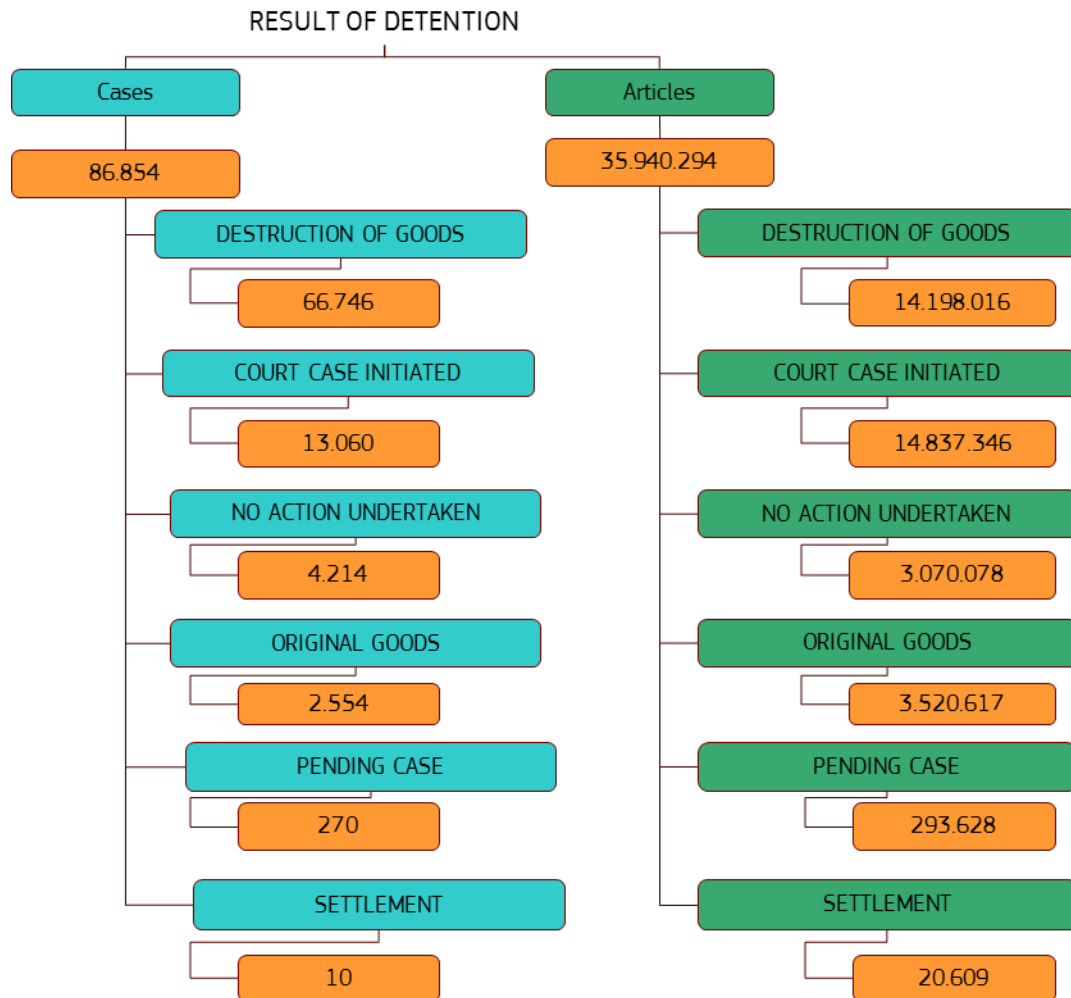 RESULT OF DETENTION
Cases
86.854
DESTRUCTION OF GOODS
66.746
COURT CASE INITIATED
13.060
NO ACTION UNDERTAKEN
4.214
ORIGINAL GOODS
2.554
PENDING CASE
270
SETTLEMENT
10
Articles
35.940.294
DESTRUCTION OF GOODS
14.198.016
COURT CASE INITIATED
14.837.346
NO ACTION UNDERTAKEN
3.070.078
ORIGINAL GOODS
3.520.617
PENDING CASE
293.628
SETTLEMENT
20.609